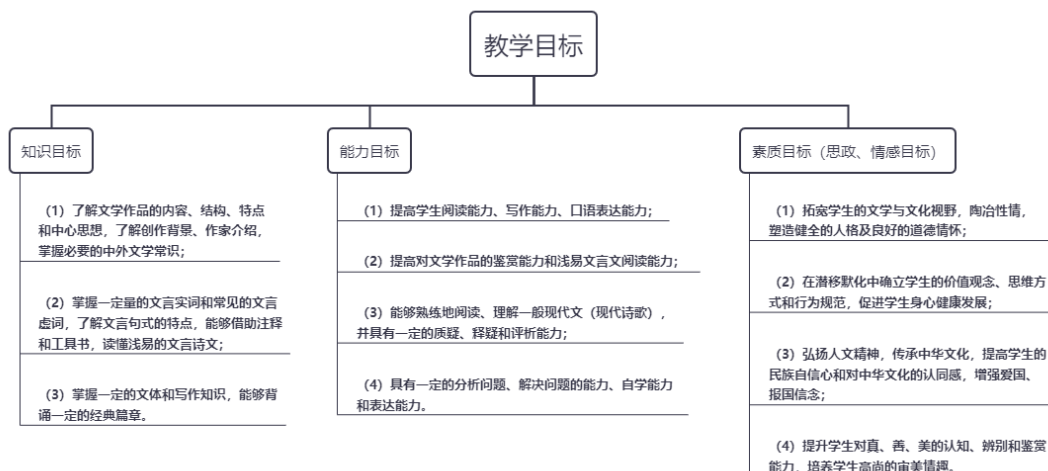 教学目标
知识目标
（1）了解文学作品的内容、结构、特点
和中心思想，了解创作背景、作家介绍，
掌握必要的中外文学常识；
（2）掌握一定量的文言实词和常见的文言
虚词，了解文言句式的特点，能够借助注释
和工具书，读懂浅易的文言诗文；
（3）掌握一定的文体和写作知识，能够背
诵一定的经典篇章。
能力目标
（1）提高学生阅读能力、写作能力、口语表达能力；
（2）提高对文学作品的鉴赏能力和浅易文言文阅读能力；
（3）能够熟练地阅读、理解一般现代文（现代诗歌），
并具有一定的质疑、释疑和评析能力；
（4）具有一定的分析问题、解决问题的能力、自学能力
和表达能力。
素质目标（思政、情感目标）
（1）拓宽学生的文学与文化视野，陶冶性情，
塑造健全的人格及良好的道德情怀；
（2）在潜移默化中确立学生的价值观念、思维方
式和行为规范，促进学生身心健康发展；
（3）弘扬人文精神，传承中华文化，提高学生的
民族自信心和对中华文化的认同感，增强爱国、
报国信念；
（4）提升学生对真、善、美的认知、辨别和鉴赏
能力，培养学生高尚的审美情趣。